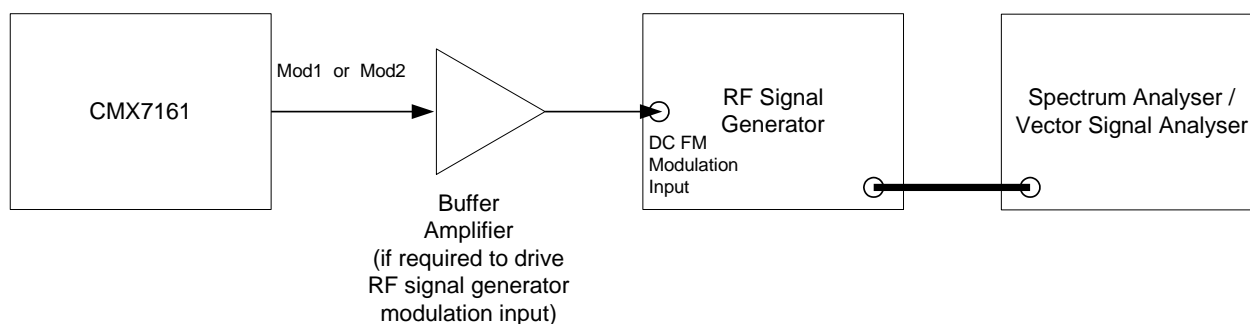 CMX7161
Mod1 or Mod2
Buffer
Amplifier
(if required to drive
RF signal generator
modulation input)
RF Signal
Generator
DC FM
Modulation
Input
Spectrum Analyser /
Vector Signal Analyser